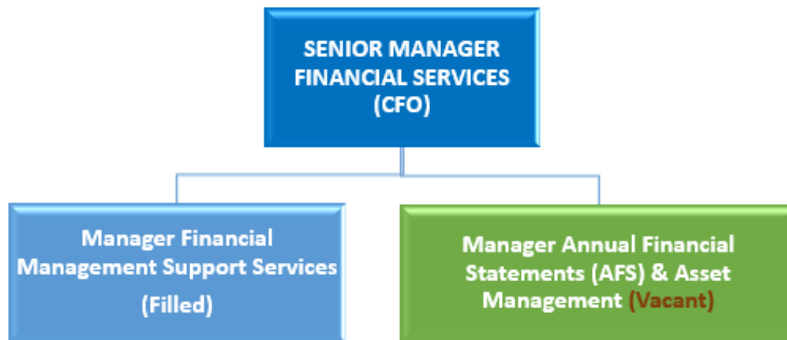 SENIOR MANAGER
FINANCIAL SERVICES
(CFO)
Manager Financial
Management Support Services
(Filled)
Manager Annual Financial
Statements (AFS) & Asset
Management (Vacant)